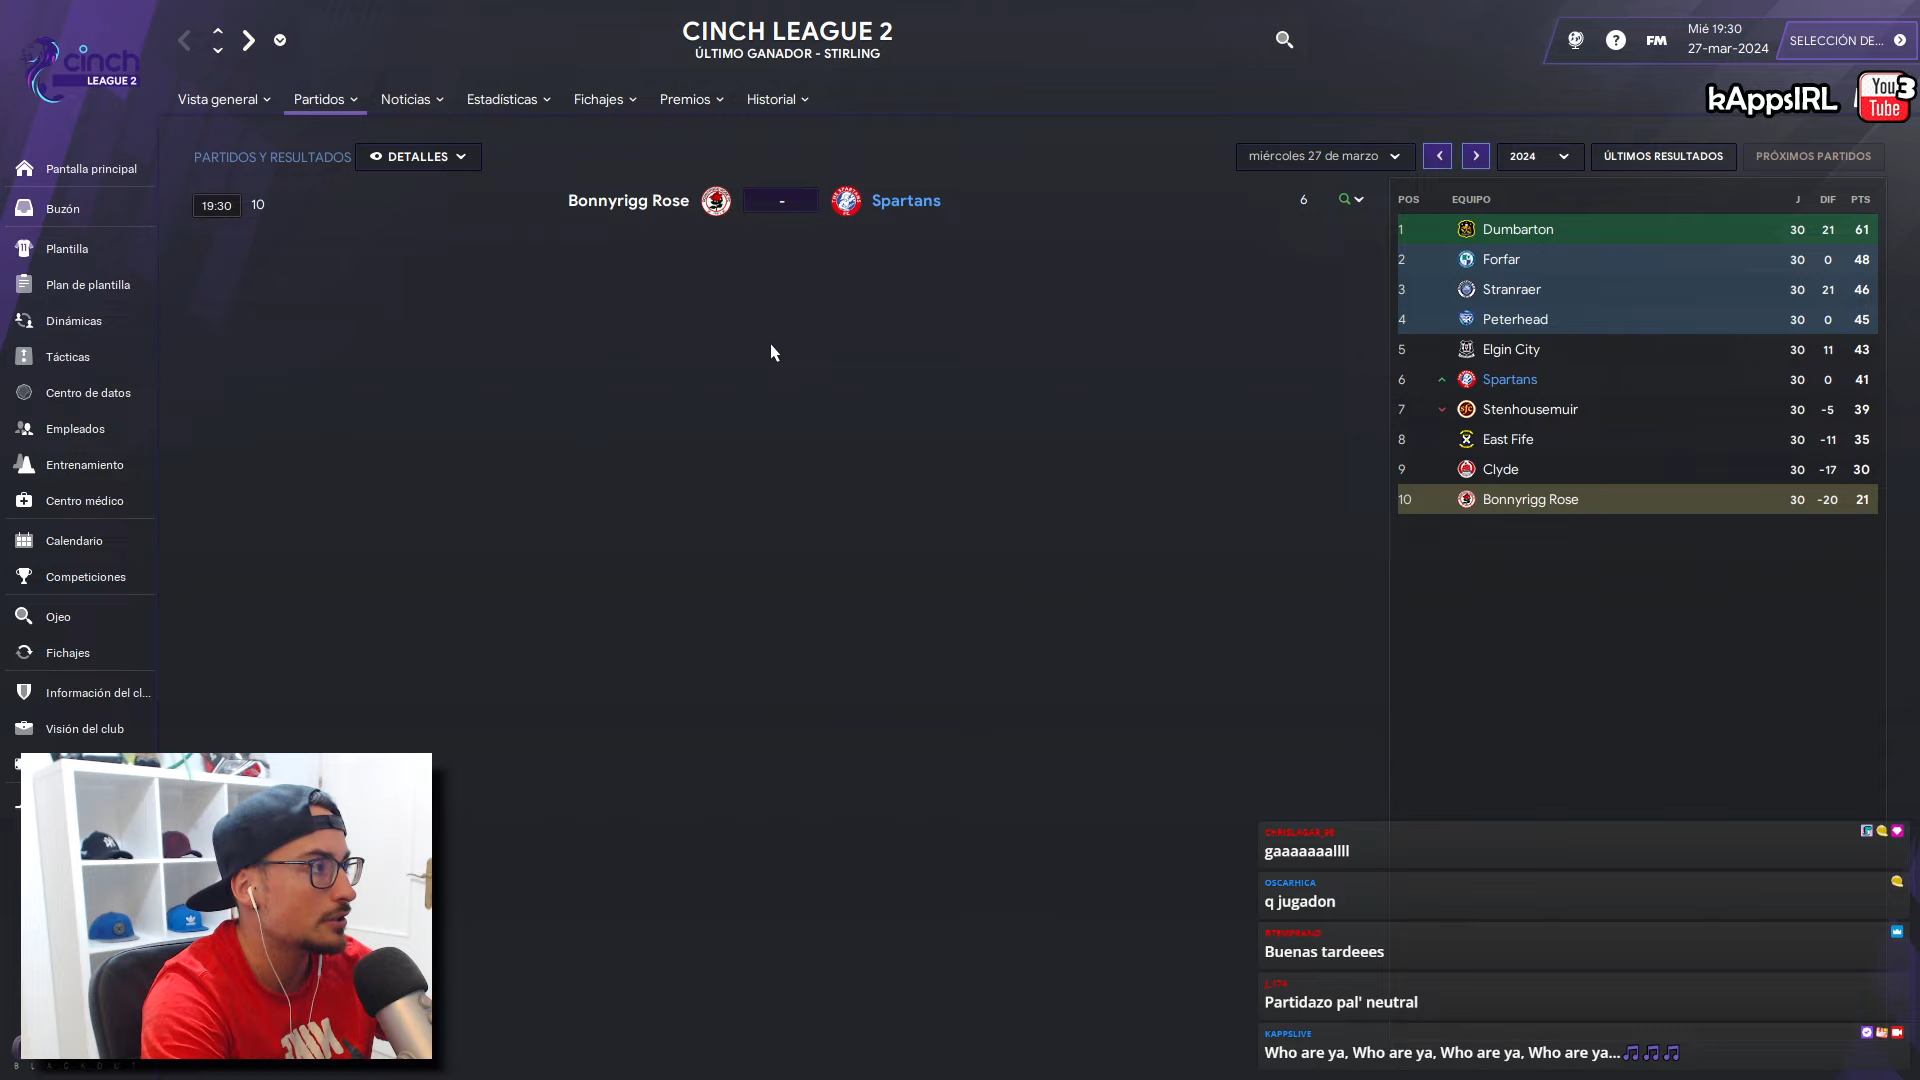 cinch
LEAGUE 2
CINCH LEAGUE 2
ÚLTIMO GANADOR - STIRLING
FM
Mié 19:30
27-mar-2024
SELECCIÓN DE...
kAppsIRL
You
Tube
3
Vista general
Partidos
Noticias
Estadísticas
Fichajes
Premios
Historial
PARTIDOS Y RESULTADOS
DETALLES
miércoles 27 de marzo
2024
ÚLTIMOS RESULTADOS
PRÓXIMOS PARTIDOS
19:30 10 Bonnyrigg Rose - Spartans 6
POS EQUIPO J DIF PTS
1 Dumbarton 30 21 61
2 Forfar 30 0 48
3 Stranraer 30 21 46
4 Peterhead 30 0 45
5 Elgin City 30 11 43
6 Spartans 30 0 41
7 Stenhousemuir 30 -5 39
8 East Fife 30 -11 35
9 Clyde 30 -17 30
10 Bonnyrigg Rose 30 -20 21
Pantalla principal
Buzón
Plantilla
Plan de plantilla
Dinámicas
Tácticas
Centro de datos
Empleados
Entrenamiento
Centro médico
Calendario
Competiciones
Ojeo
Fichajes
Información del cl...
Visión del club
NIKE
BLACKOUT
CHRISLAGAR_96
gaaaaaaallll
OSCARHICA
q jugadon
Buenas tardeees
Partidazo pal' neutral
KAPPSLIVE
Who are ya, Who are ya, Who are ya, Who are ya...🎵🎵🎵